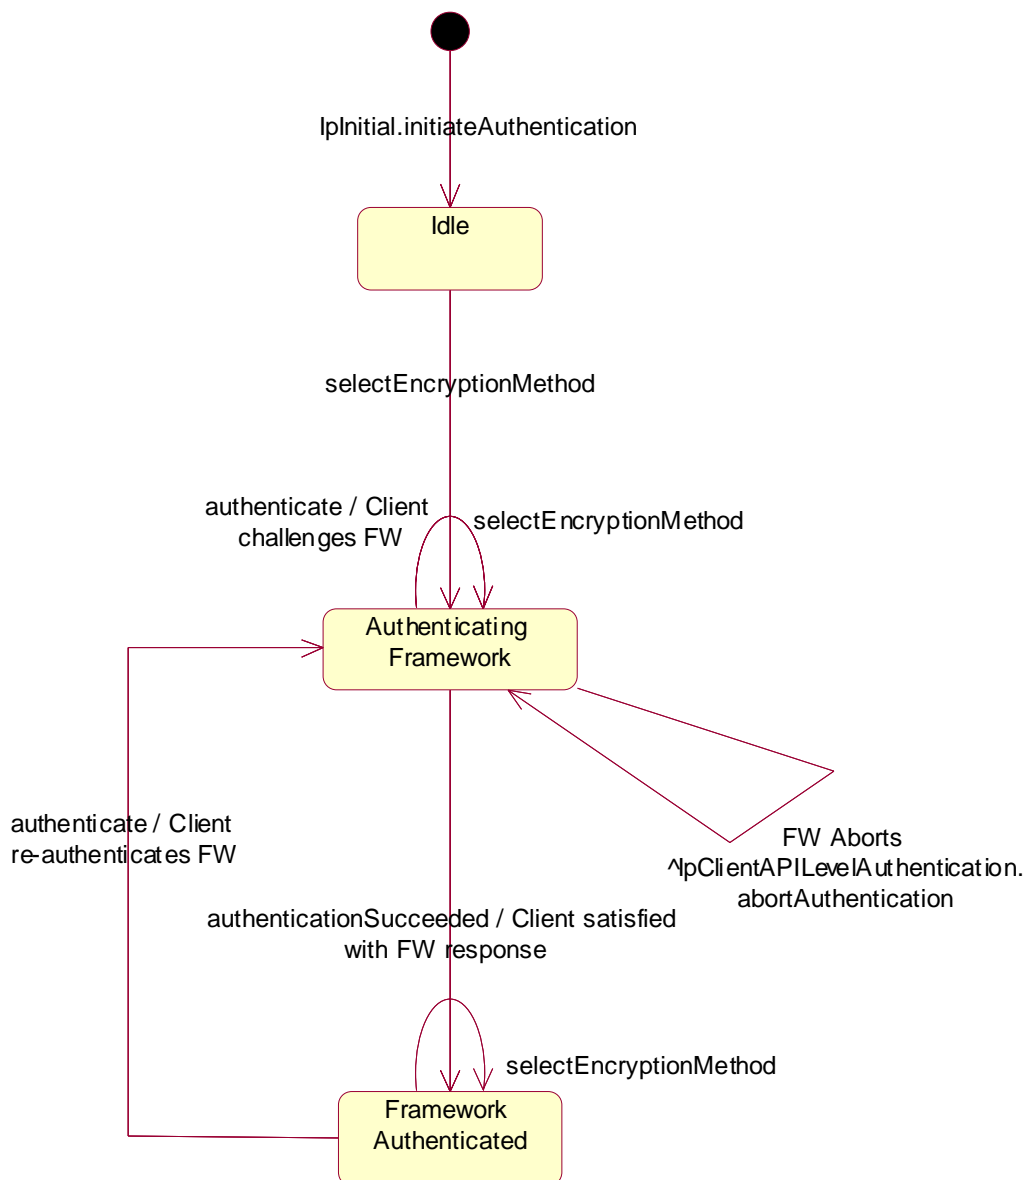 IpInitial.initiateAuthentication
Idle
selectEncryptionMethod
authenticate / Client
challenges FW
selectEncryptionMethod
Authenticating
Framework
authenticate / Client
re-authenticates FW
FW Aborts
^IpClientAPILevelAuthentication.
abortAuthentication
authenticationSucceeded / Client satisfied
with FW response
selectEncryptionMethod
Framework
Authenticated